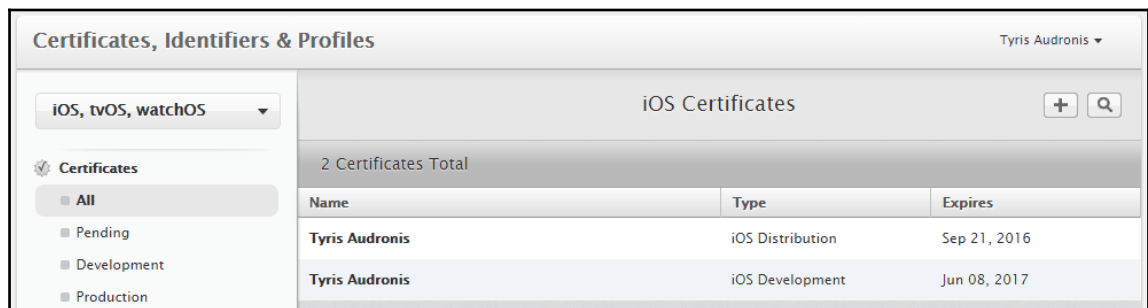 Certificates, Identifiers & Profiles
Tyris Audronis
iOS, tvOS, watchOS
iOS Certificates
Certificates
2 Certificates Total
All
Name Type Expires
Pending
Tyris Audronis iOS Distribution Sep 21, 2016
Development
Tyris Audronis iOS Development Jun 08, 2017
Production